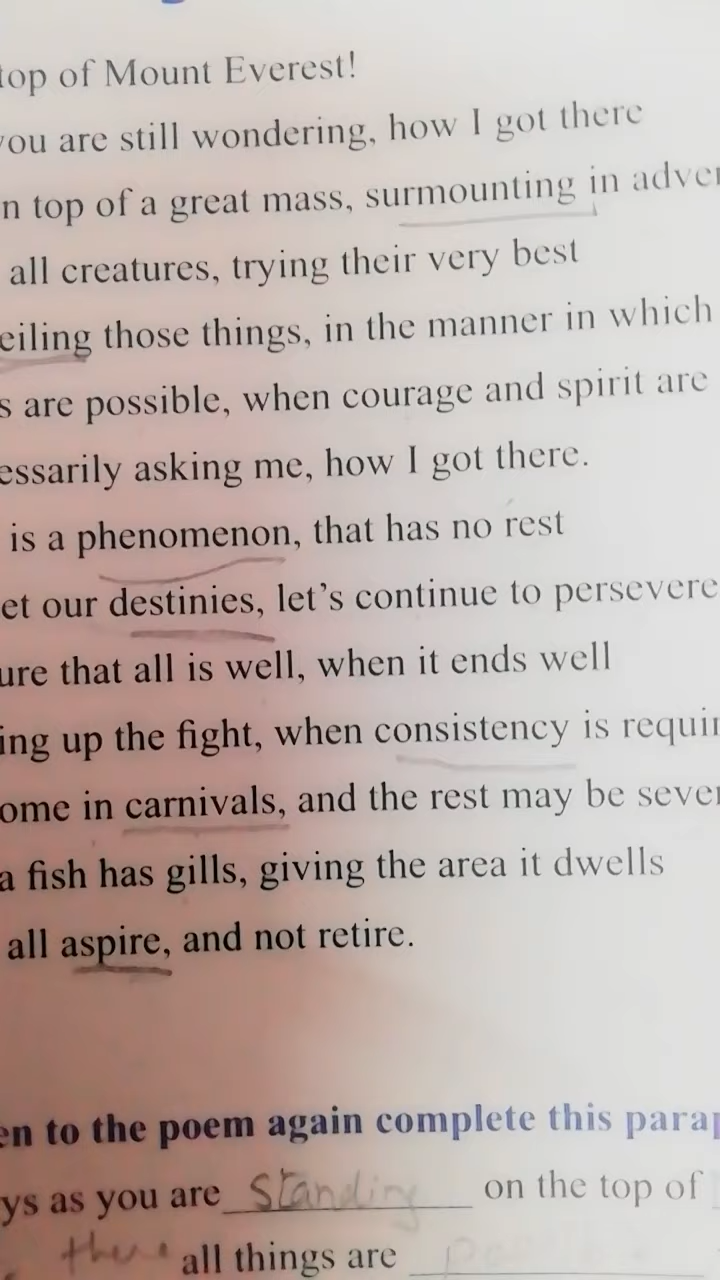 top of Mount Everest!
you are still wondering, how I got there
n top of a great mass, surmounting in adver
all creatures, trying their very best
eiling those things, in the manner in which
s are possible, when courage and spirit are
essarily asking me, how I got there.
is a phenomenon, that has no rest
et our destinies, let's continue to persevere
ure that all is well, when it ends well
ing up the fight, when consistency is requir
ome in carnivals, and the rest may be sever
a fish has gills, giving the area it dwells
all aspire, and not retire.
en to the poem again complete this parap
ys as you are Standing on the top of
there all things are